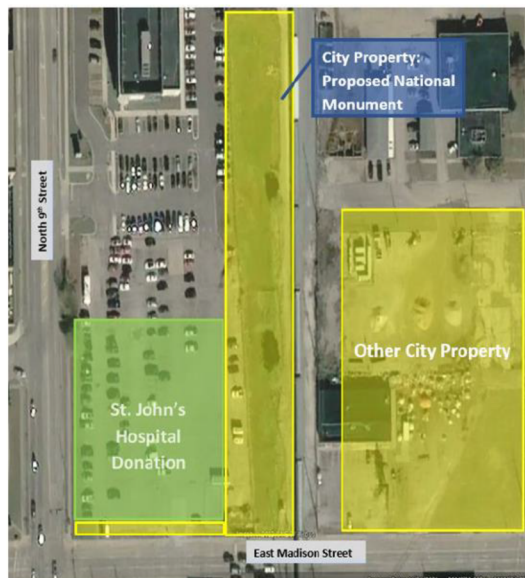 City Property:
Proposed National
Monument
North 9th Street
Other City Property
St. John's
Hospital
Donation
East Madison Street